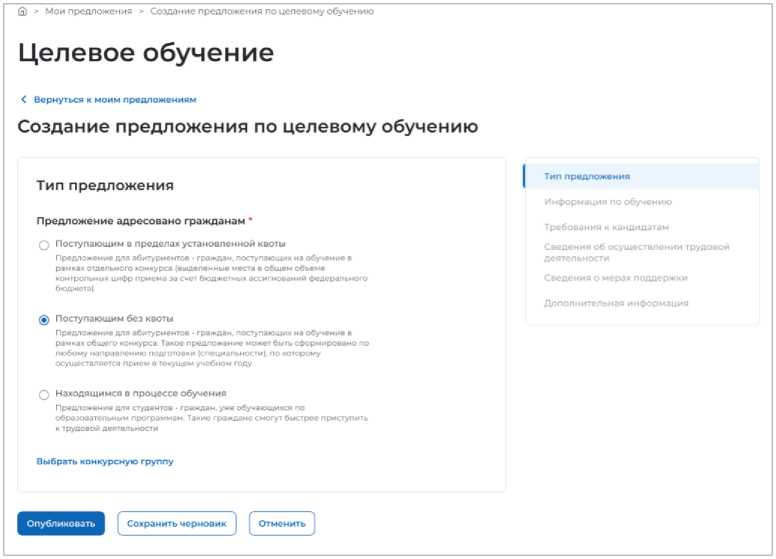 > Мои предложения > Создание предложения по целевому обучению
Целевое обучение
Вернуться к моим предложениям
Создание предложения по целевому обучению
Тип предложения
Предложение адресовано гражданам *
Поступающим в пределах установленной квоты
Предложение для абитуриентов - граждан, поступающих на обучение в
рамках отдельного конкурса (выделенные места в общем объеме
контрольных цифр приема за счет бюджетных ассигнований федерального
бюджета)
Поступающим без квоты
Предложение для абитуриентов - граждан, поступающих на обучение в
рамках общего конкурса. Такое предложение может быть сформировано по
любому направлению подготовки (специальности), по которому
осуществляется прием в текущем учебном году
Находящимся в процессе обучения
Предложение для студентов - граждан, уже обучающихся по
образовательным программам. Такие граждане смогут быстрее приступить
к трудовой деятельности
Выбрать конкурсную группу
Опубликовать
Сохранить черновик
Отменить
Тип предложения
Информация по обучению
Требования к кандидатам
Сведения об осуществлении трудовой
деятельности
Сведения о мерах поддержки
Дополнительная информация